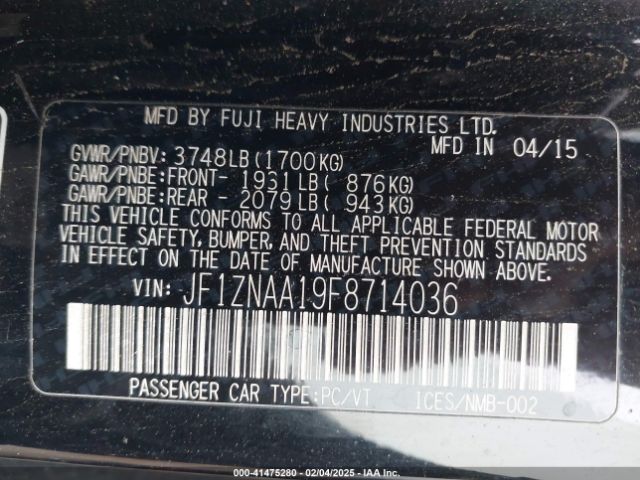 MFD BY FUJI HEAVY INDUSTRIES LTD.
MFD IN 04/15
GVWR/PNBV: 3748LB(1700KG)
GAWR/PNBE:FRONT- 1931LB( 876KG)
GAWR/PNBE:REAR - 2079LB( 943KG)
THIS VEHICLE CONFORMS TO ALL APPLICABLE FEDERAL MOTOR
VEHICLE SAFETY, BUMPER, AND THEFT PREVENTION STANDARDS
IN EFFECT ON THE DATE OF MANUFACTURE SHOWN ABOVE.
VIN: JF1ZNAA19F8714036
PASSENGER CAR TYPE:PC/VT ICES/NMB-002
000-41475280 - 02/04/2025 - IAA Inc.